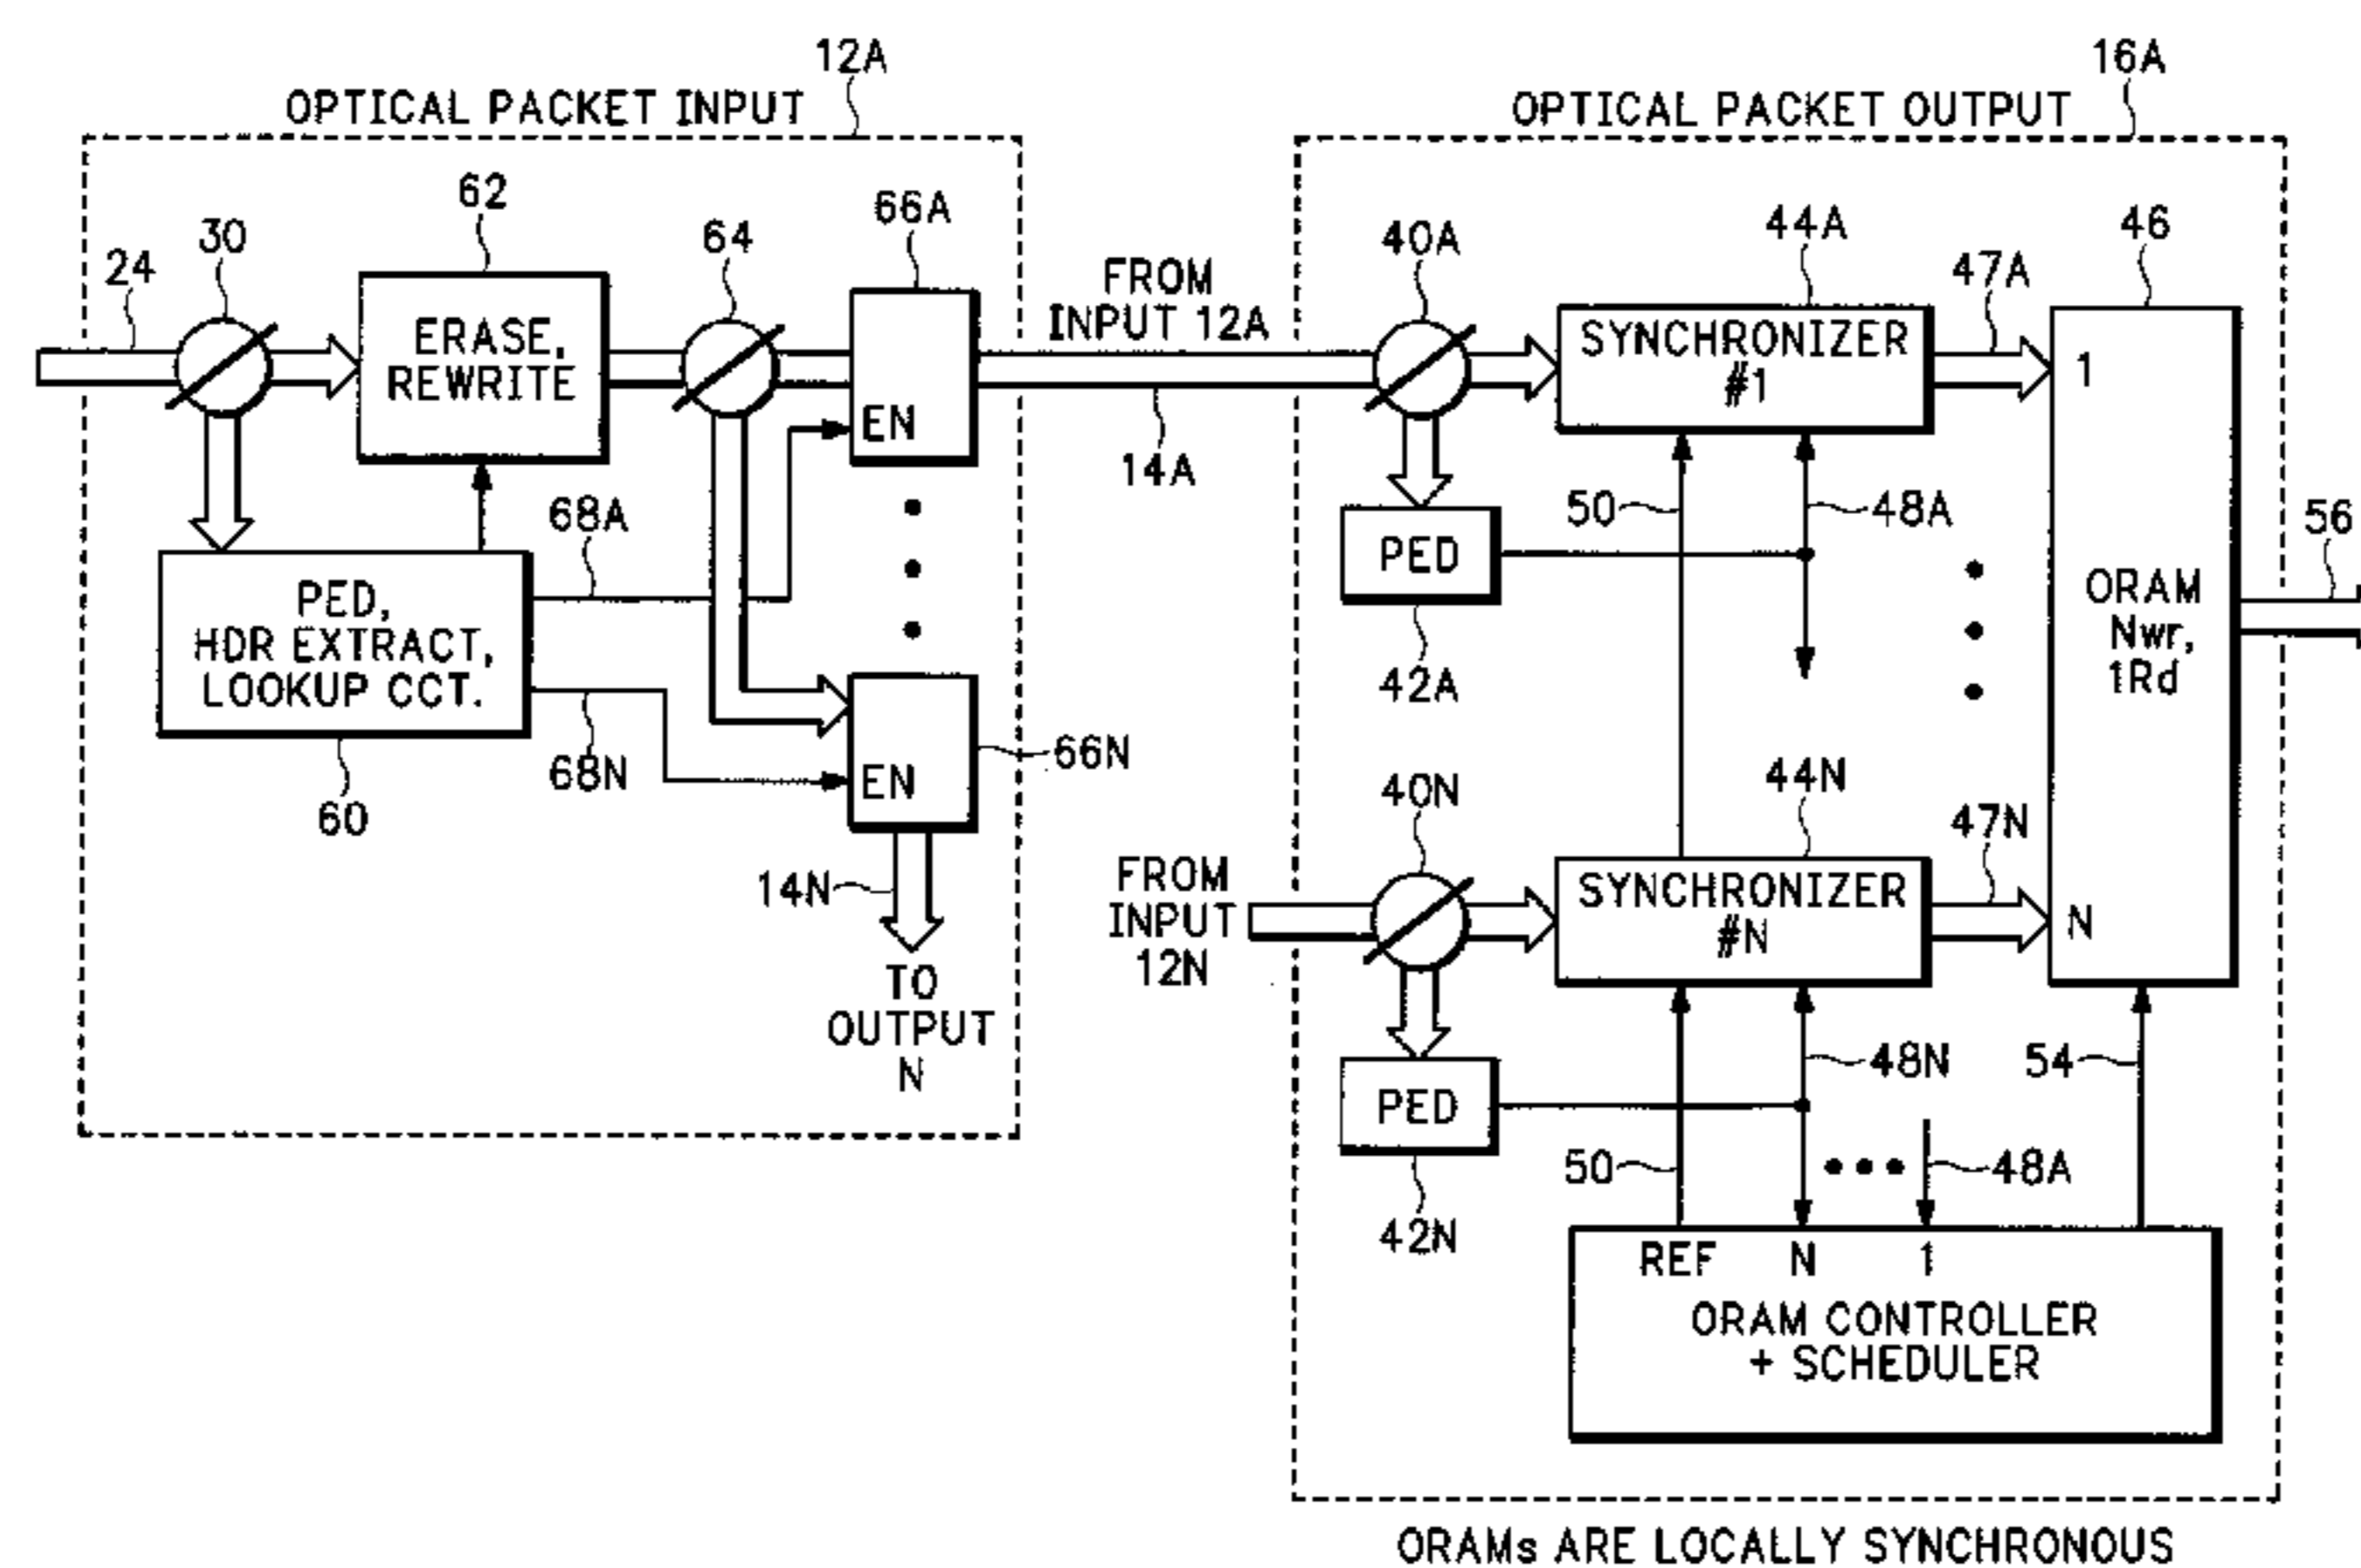 12A
OPTICAL PACKET INPUT
24
30
62
64
66A
ERASE,
REWRITE
EN
68A
PED,
HDR EXTRACT,
LOOKUP CCT.
68N
60
EN
66N
14N
TO
OUTPUT
N
FROM
INPUT 12A
14A
16A
OPTICAL PACKET OUTPUT
40A
44A
47A
46
SYNCHRONIZER
#1
1
50
48A
PED
42A
ORAM
Nwr,
1Rd
56
40N
44N
47N
FROM
INPUT
12N
SYNCHRONIZER
#N
N
PED
42N
48N
54
50
48A
REF N 1
ORAM CONTROLLER
+ SCHEDULER
ORAMs ARE LOCALLY SYNCHRONOUS